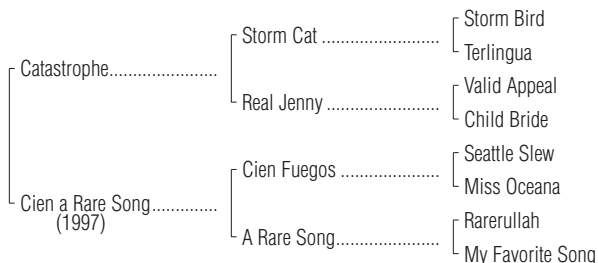 Storm Bird
Storm Cat ........................
Terlingua
Catastrophe......................
Valid Appeal
Real Jenny .......................
Child Bride
Seattle Slew
Cien Fuegos ....................
Miss Oceana
Cien a Rare Song.............
(1997)
Rarerullah
A Rare Song.....................
My Favorite Song